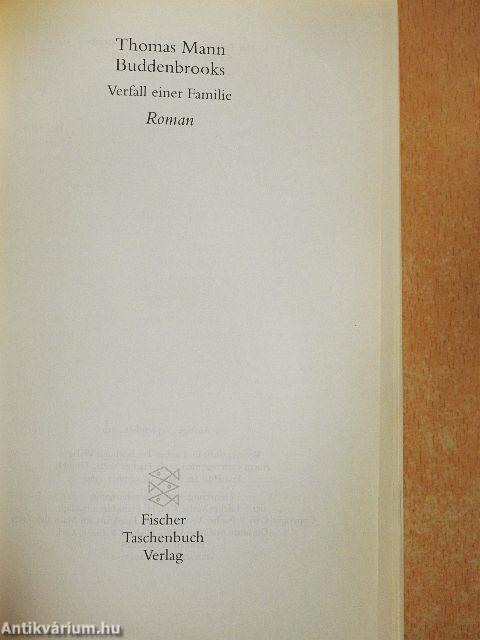 Thomas Mann
Buddenbrooks
Verfall einer Familie
Roman
Fischer
Taschenbuch
Verlag
Antikvárium.hu